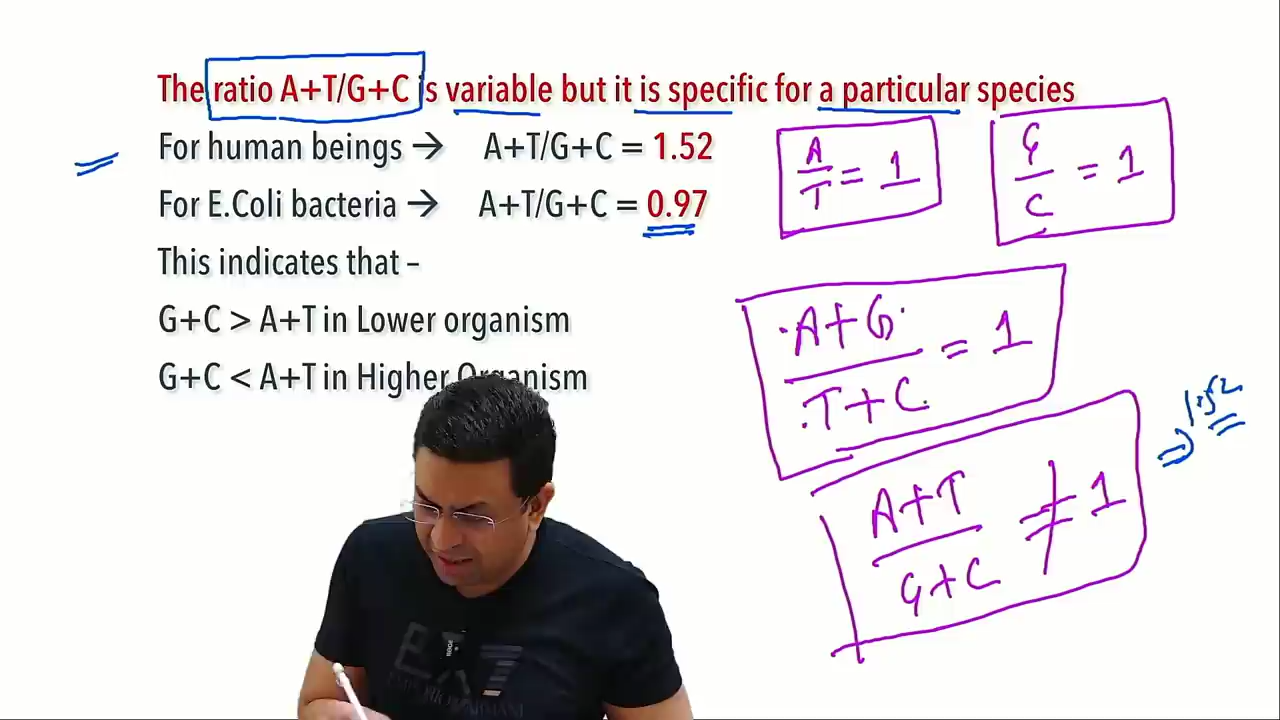 The ratio A+T/G+C is variable but it is specific for a particular species
For human beings → A+T/G+C = 1.52
For E.Coli bacteria → A+T/G+C = 0.97
This indicates that –
G+C > A+T in Lower organism
G+C < A+T in Higher Organism
A/T = 1
G/C = 1
A+G/T+C = 1
⇒ 1.52
A+T/G+C ≠ 1